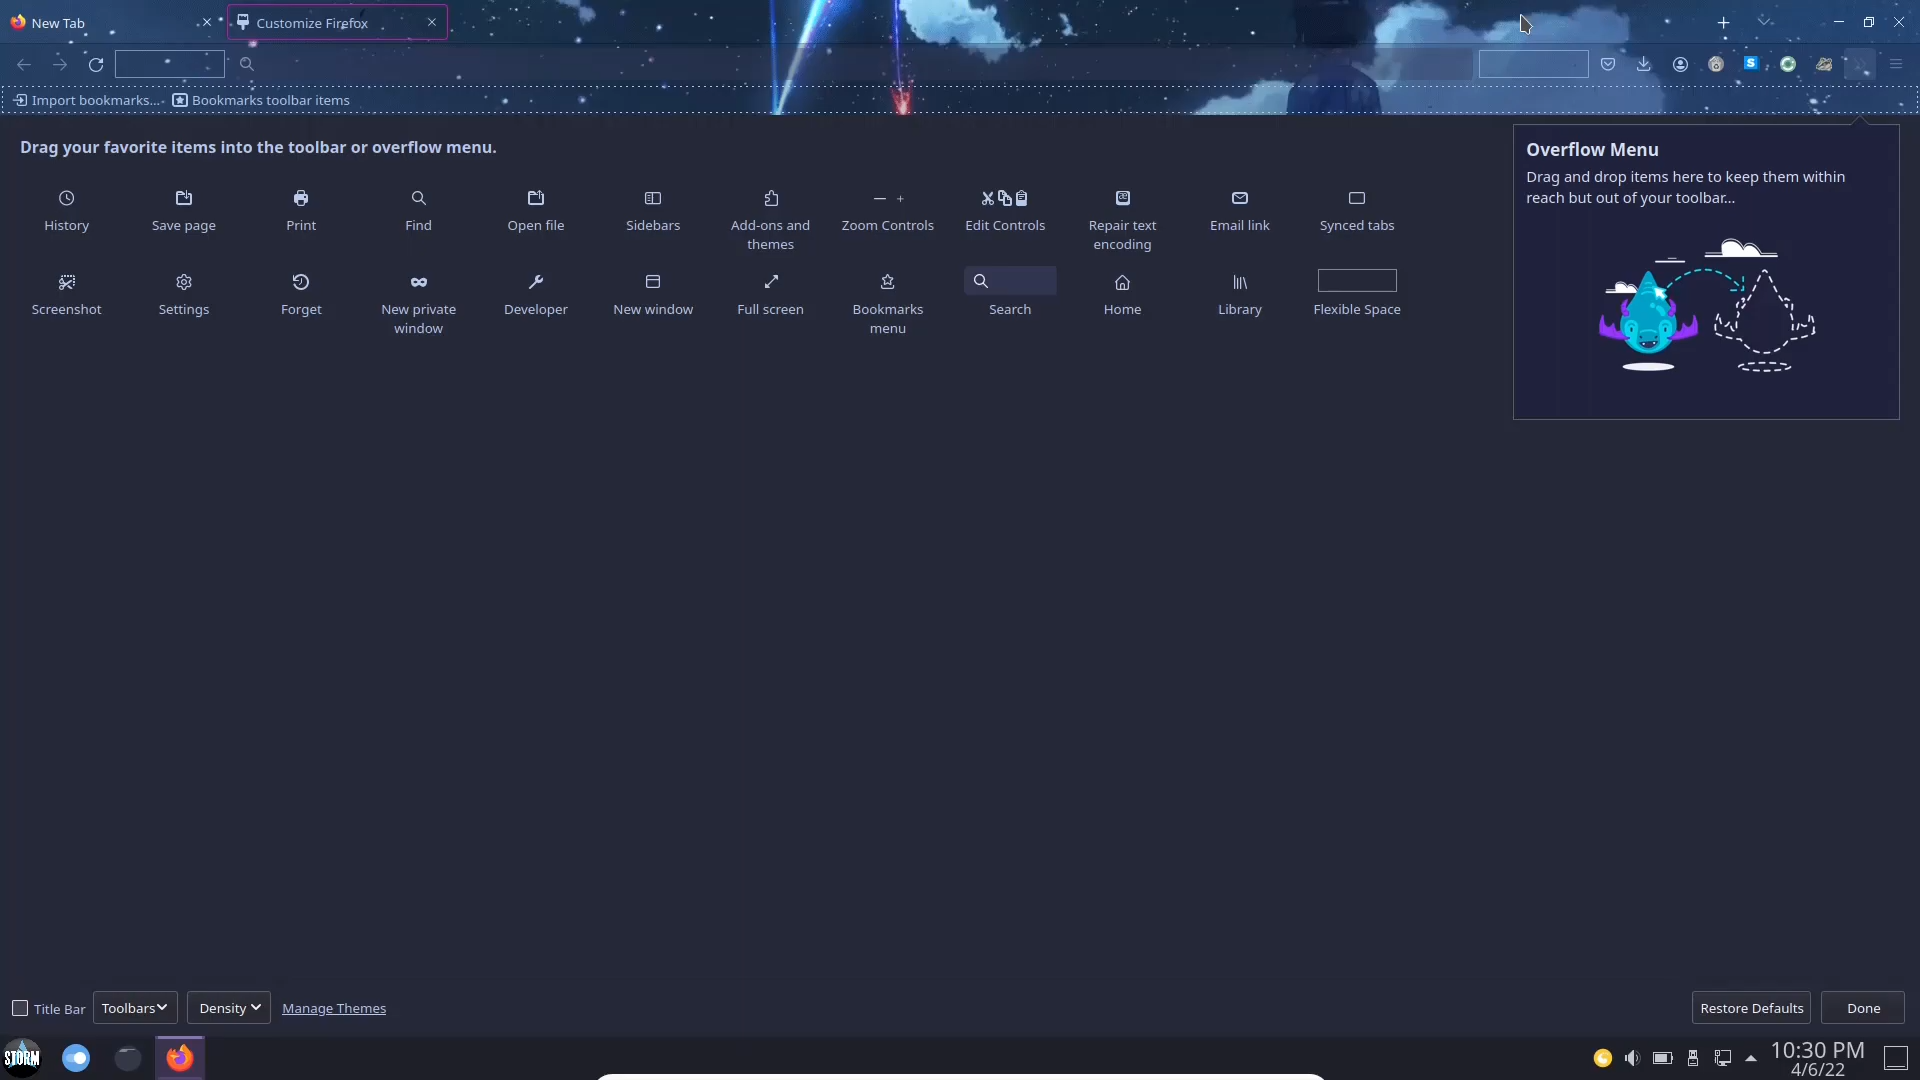 New Tab
Customize Firefox
Import bookmarks...
Bookmarks toolbar items
Drag your favorite items into the toolbar or overflow menu.
History
Save page
Print
Find
Open file
Sidebars
Add-ons and
themes
Zoom Controls
Edit Controls
Repair text
encoding
Email link
Synced tabs
Screenshot
Settings
Forget
New private
window
Developer
New window
Full screen
Bookmarks
menu
Search
Home
Library
Flexible Space
Overflow Menu
Drag and drop items here to keep them within
reach but out of your toolbar...
Title Bar
Toolbars
Density
Manage Themes
Restore Defaults
Done
STORM
10:30 PM
4/6/22